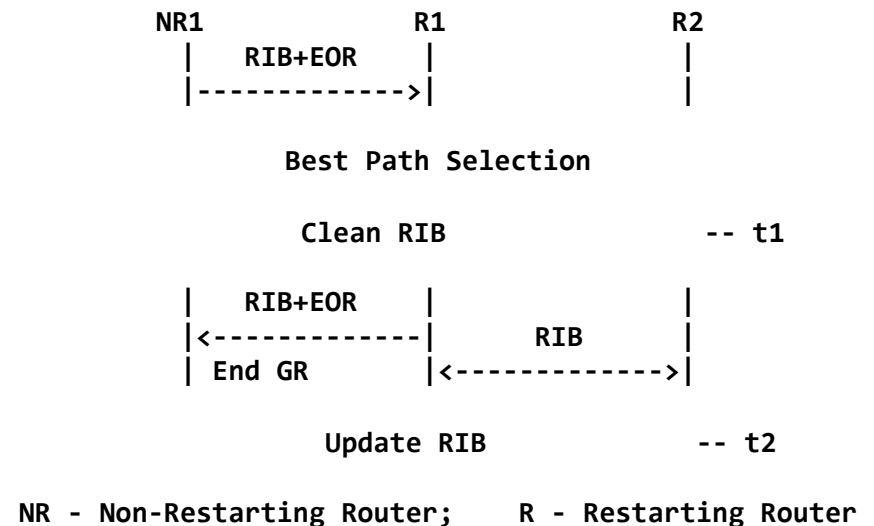 NR1 R1 R2
| RIB+EOR | |
|------------->| |
Best Path Selection
Clean RIB -- t1
| RIB+EOR | |
|<-------------| RIB |
| End GR |<------------->|
Update RIB -- t2
NR - Non-Restarting Router; R - Restarting Router